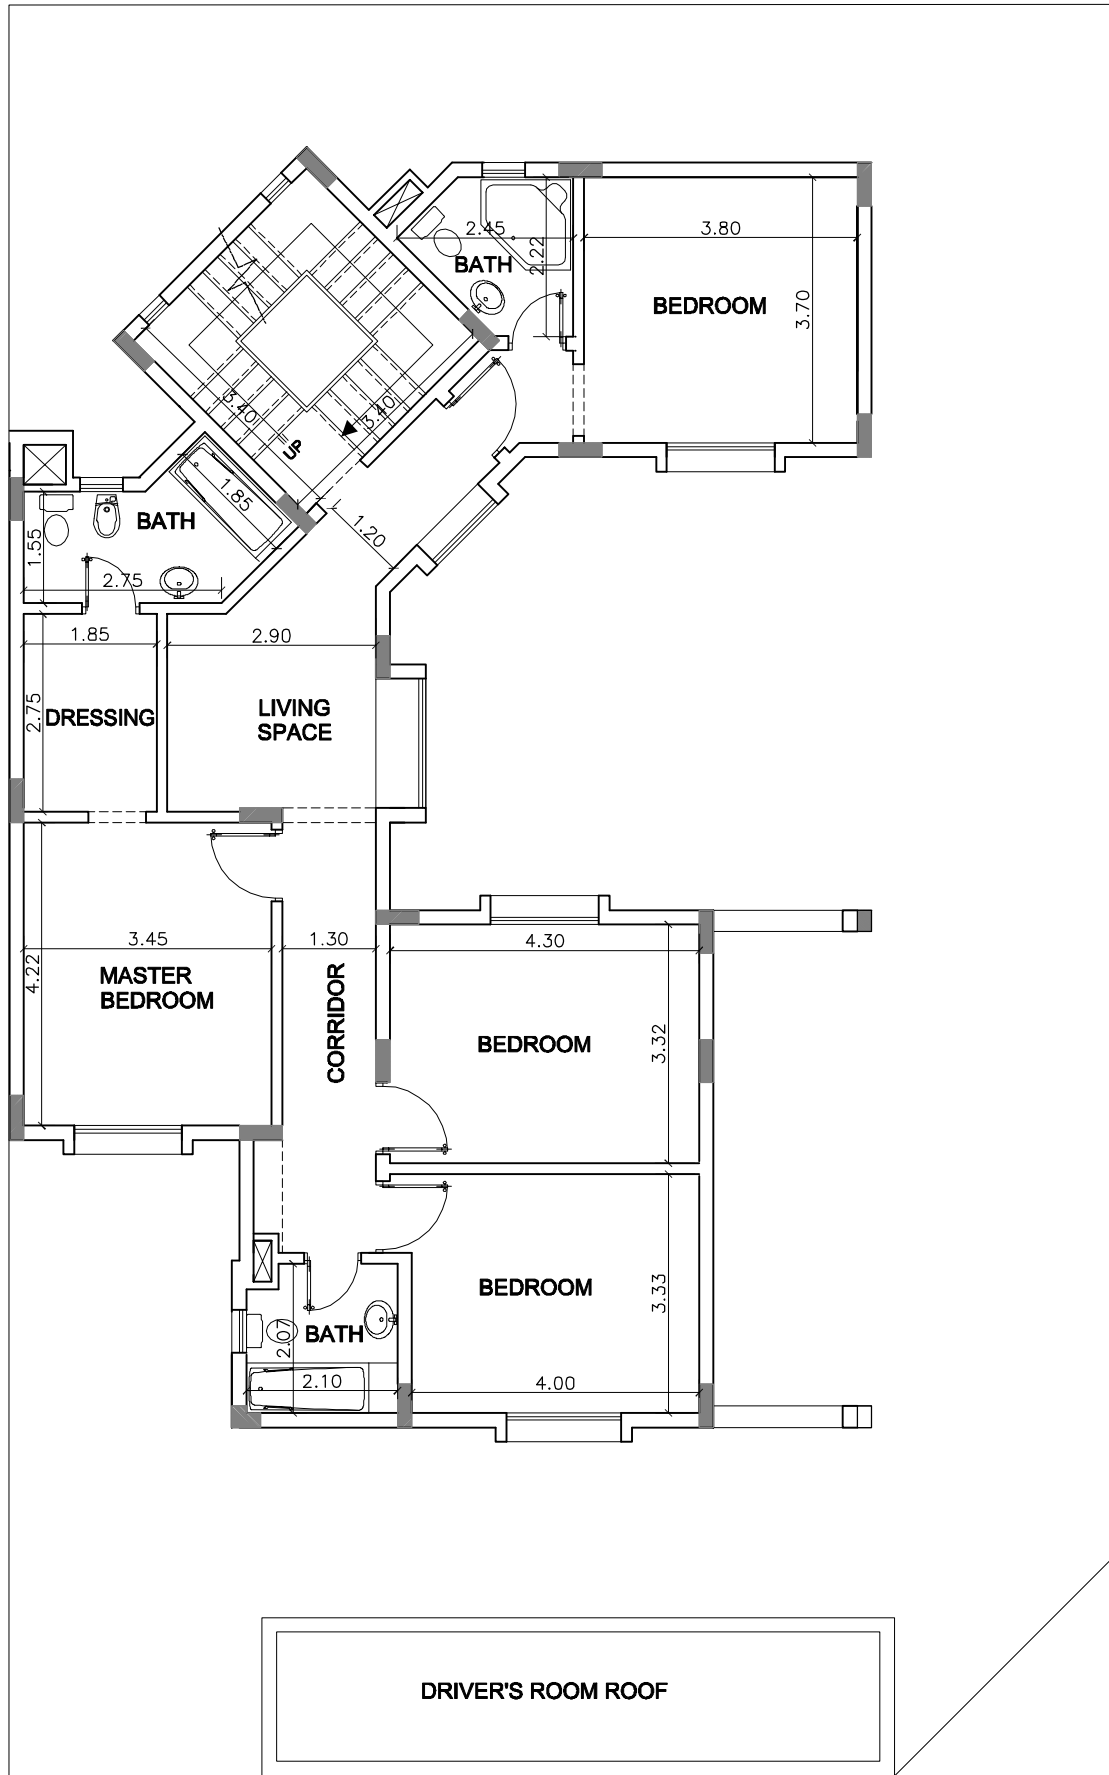 2.45
2.22
BATH
3.80
BEDROOM
3.70
3.40
3.40
UP
1.85
1.20
BATH
1.55
2.75
1.85
2.75
DRESSING
2.90
LIVING
SPACE
3.45
4.22
MASTER
BEDROOM
1.30
CORRIDOR
4.30
BEDROOM
3.32
BEDROOM
3.33
4.00
BATH
2.07
2.10
DRIVER'S ROOM ROOF